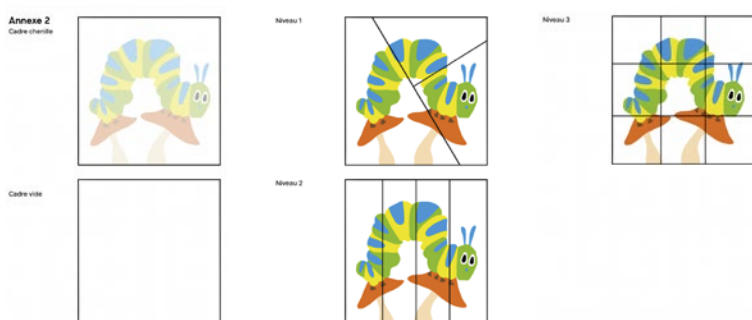 Annexe 2
Cadre chenille
Niveau 1
Niveau 3
Cadre vide
Niveau 2